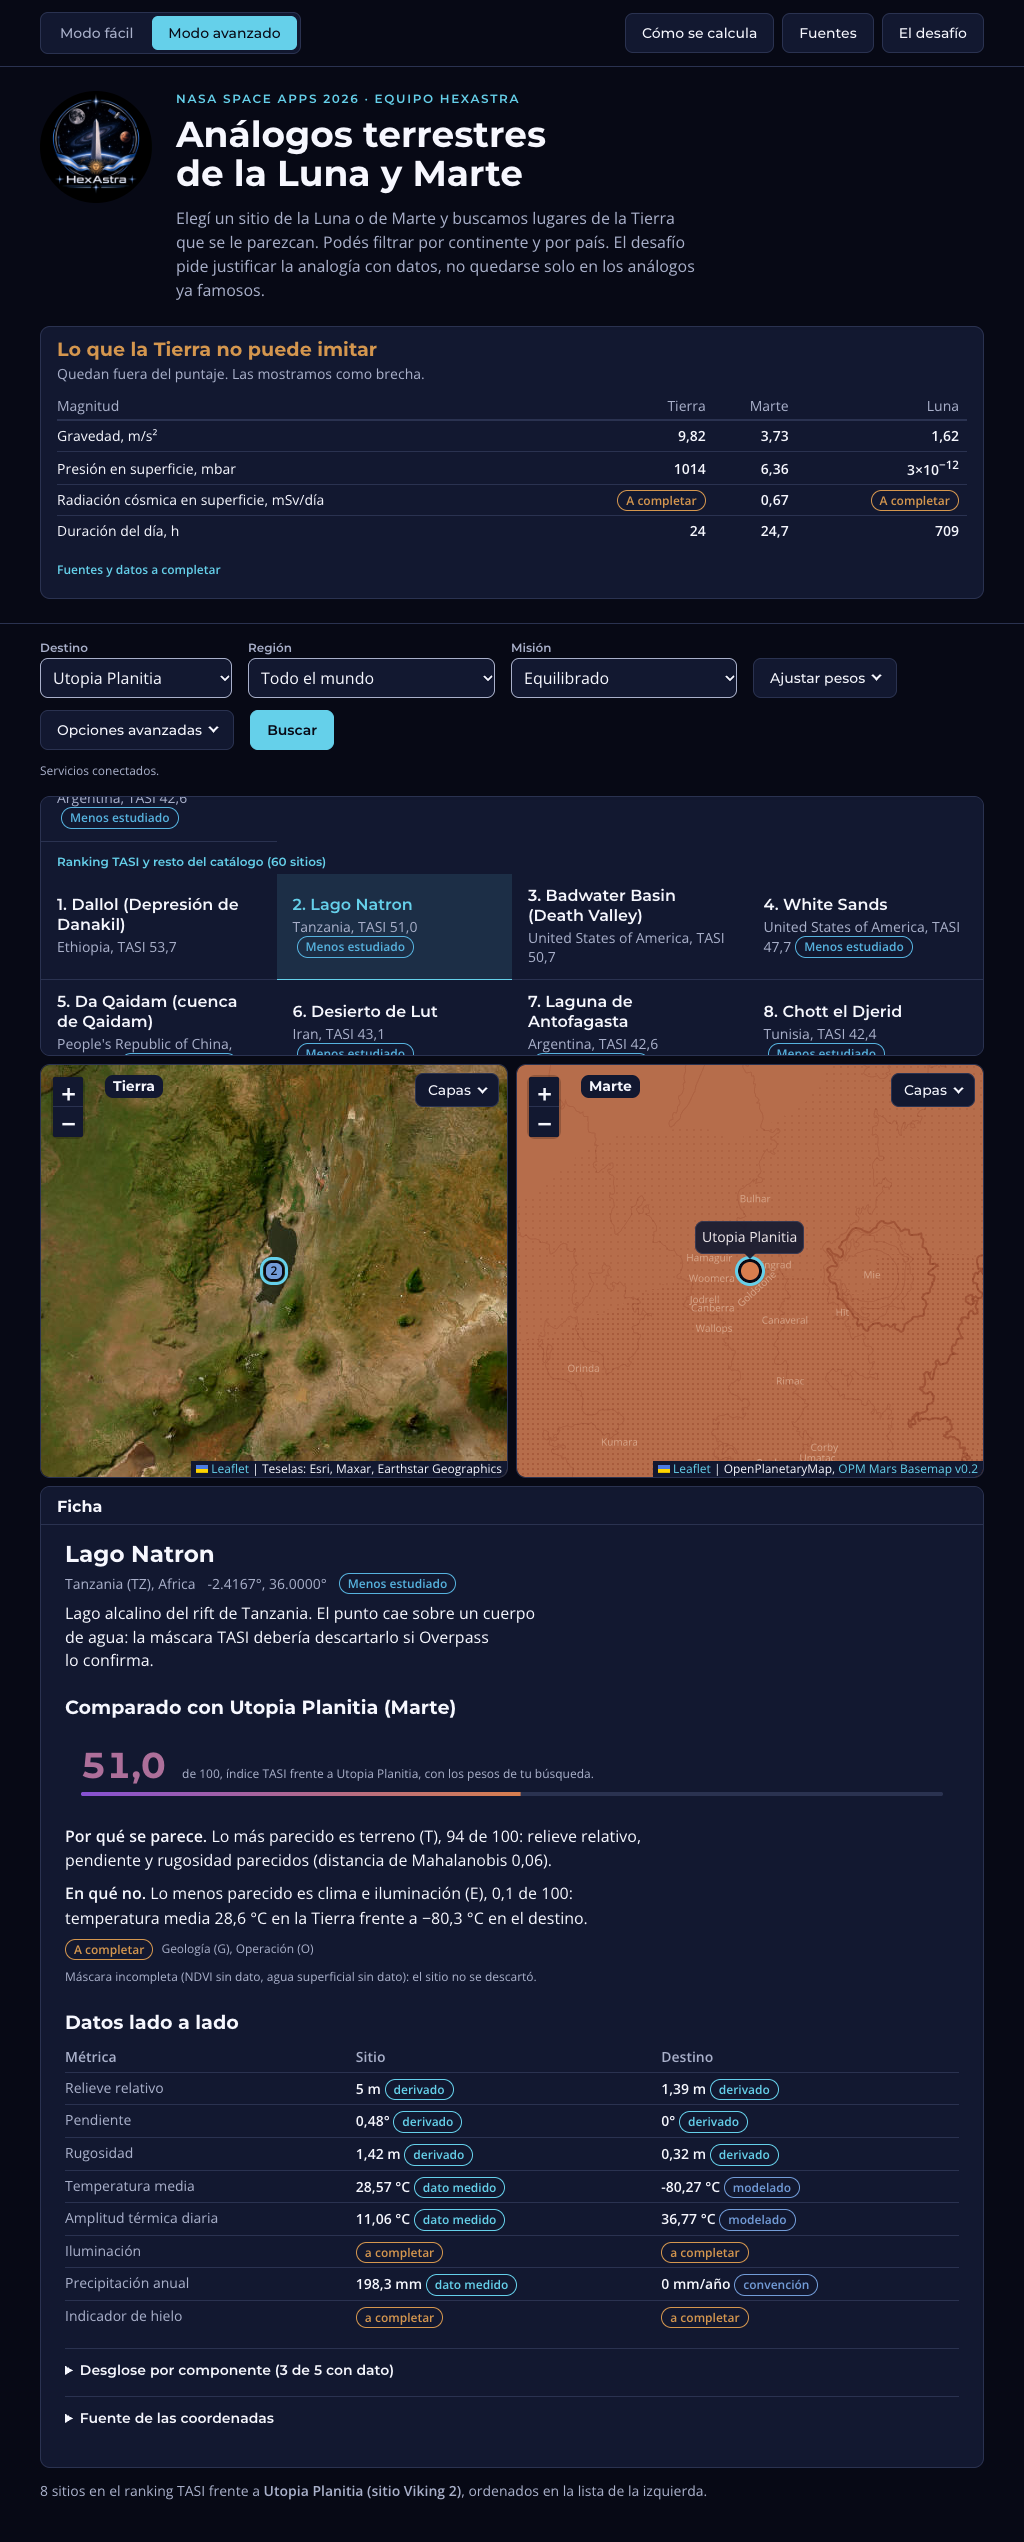 Modo fácil
Modo avanzado
Cómo se calcula
Fuentes
El desafío
HexAstra
NASA SPACE APPS 2026 · EQUIPO HEXASTRA
Análogos terrestres
de la Luna y Marte
Elegí un sitio de la Luna o de Marte y buscamos lugares de la Tierra
que se le parezcan. Podés filtrar por continente y por país. El desafío
pide justificar la analogía con datos, no quedarse solo en los análogos
ya famosos.
Lo que la Tierra no puede imitar
Quedan fuera del puntaje. Las mostramos como brecha.
Magnitud Tierra Marte Luna
Gravedad, m/s² 9,82 3,73 1,62
Presión en superficie, mbar 1014 6,36 3×10⁻¹²
Radiación cósmica en superficie, mSv/día A completar 0,67 A completar
Duración del día, h 24 24,7 709
Fuentes y datos a completar
Destino
Utopia Planitia
Región
Todo el mundo
Misión
Equilibrado
Ajustar pesos
Opciones avanzadas
Buscar
Servicios conectados.
Argentina, TASI 42,6
Menos estudiado
Ranking TASI y resto del catálogo (60 sitios)
1. Dallol (Depresión de
Danakil)
Ethiopia, TASI 53,7
2. Lago Natron
Tanzania, TASI 51,0
Menos estudiado
3. Badwater Basin
(Death Valley)
United States of America, TASI
50,7
4. White Sands
United States of America, TASI
47,7 Menos estudiado
5. Da Qaidam (cuenca
de Qaidam)
People's Republic of China,
6. Desierto de Lut
Iran, TASI 43,1
Menos estudiado
7. Laguna de
Antofagasta
Argentina, TASI 42,6
8. Chott el Djerid
Tunisia, TASI 42,4
Menos estudiado
+
−
Tierra
Capas
2
Leaflet | Teselas: Esri, Maxar, Earthstar Geographics
+
−
Marte
Capas
Bulhar
Utopia Planitia
Hamaguir
Woomera
Jodrell
Canberra
Wallops
Canaveral
Mie
Hit
Orinda
Rimac
Kumara
Corby
Leaflet | OpenPlanetaryMap, OPM Mars Basemap v0.2
Ficha
Lago Natron
Tanzania (TZ), Africa -2.4167°, 36.0000° Menos estudiado
Lago alcalino del rift de Tanzania. El punto cae sobre un cuerpo
de agua: la máscara TASI debería descartarlo si Overpass
lo confirma.
Comparado con Utopia Planitia (Marte)
51,0 de 100, índice TASI frente a Utopia Planitia, con los pesos de tu búsqueda.
Por qué se parece. Lo más parecido es terreno (T), 94 de 100: relieve relativo,
pendiente y rugosidad parecidos (distancia de Mahalanobis 0,06).
En qué no. Lo menos parecido es clima e iluminación (E), 0,1 de 100:
temperatura media 28,6 °C en la Tierra frente a −80,3 °C en el destino.
A completar Geología (G), Operación (O)
Máscara incompleta (NDVI sin dato, agua superficial sin dato): el sitio no se descartó.
Datos lado a lado
Métrica Sitio Destino
Relieve relativo 5 m derivado 1,39 m derivado
Pendiente 0,48° derivado 0° derivado
Rugosidad 1,42 m derivado 0,32 m derivado
Temperatura media 28,57 °C dato medido -80,27 °C modelado
Amplitud térmica diaria 11,06 °C dato medido 36,77 °C modelado
Iluminación a completar a completar
Precipitación anual 198,3 mm dato medido 0 mm/año convención
Indicador de hielo a completar a completar
Desglose por componente (3 de 5 con dato)
Fuente de las coordenadas
8 sitios en el ranking TASI frente a Utopia Planitia (sitio Viking 2), ordenados en la lista de la izquierda.